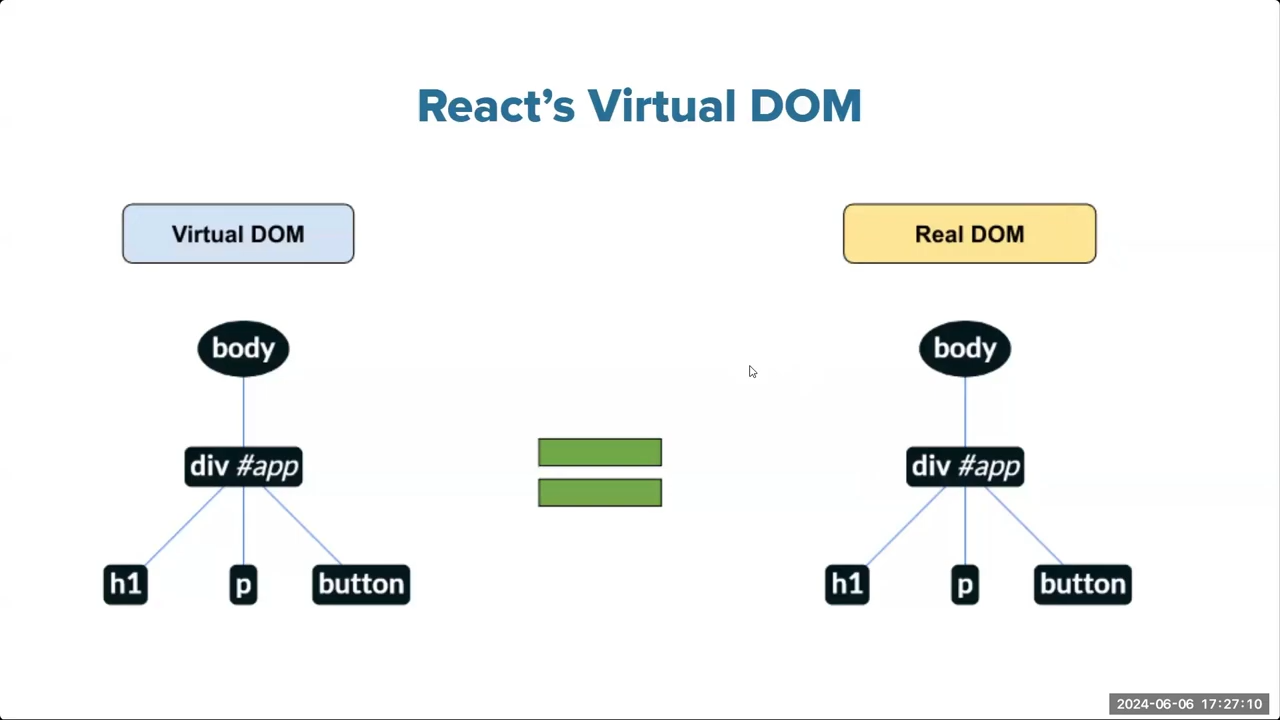 React’s Virtual DOM
Virtual DOM
Real DOM
body
body
div #app
div #app
h1
p
button
h1
p
button
2024-06-06 17:27:10